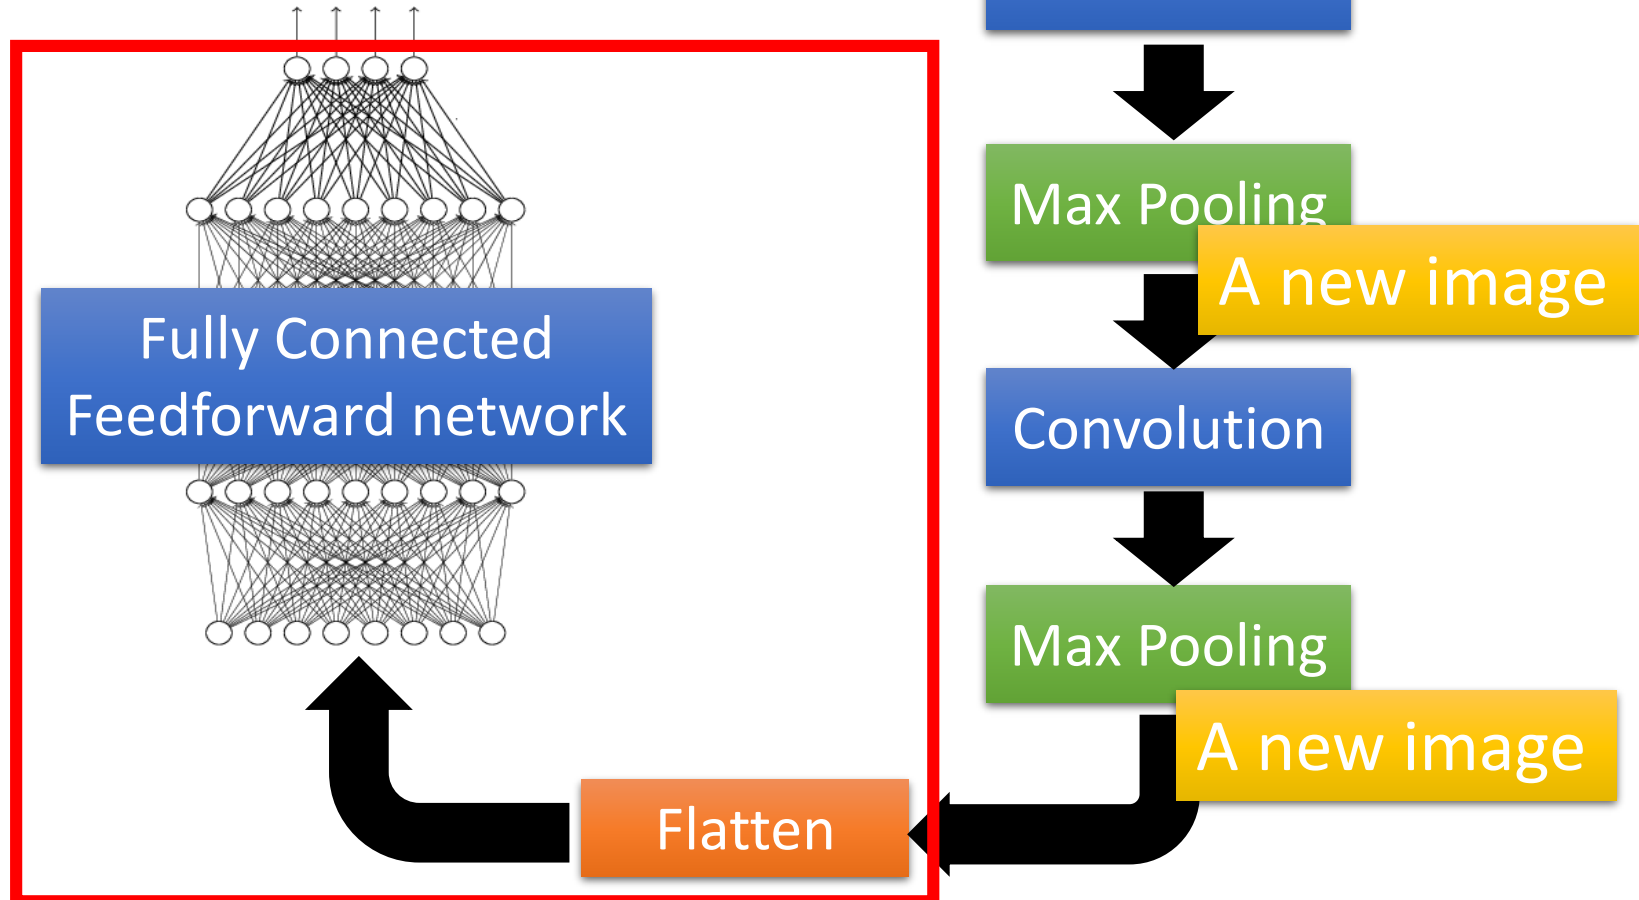 Max Pooling
A new image
Fully Connected
Feedforward network
Convolution
Max Pooling
A new image
Flatten